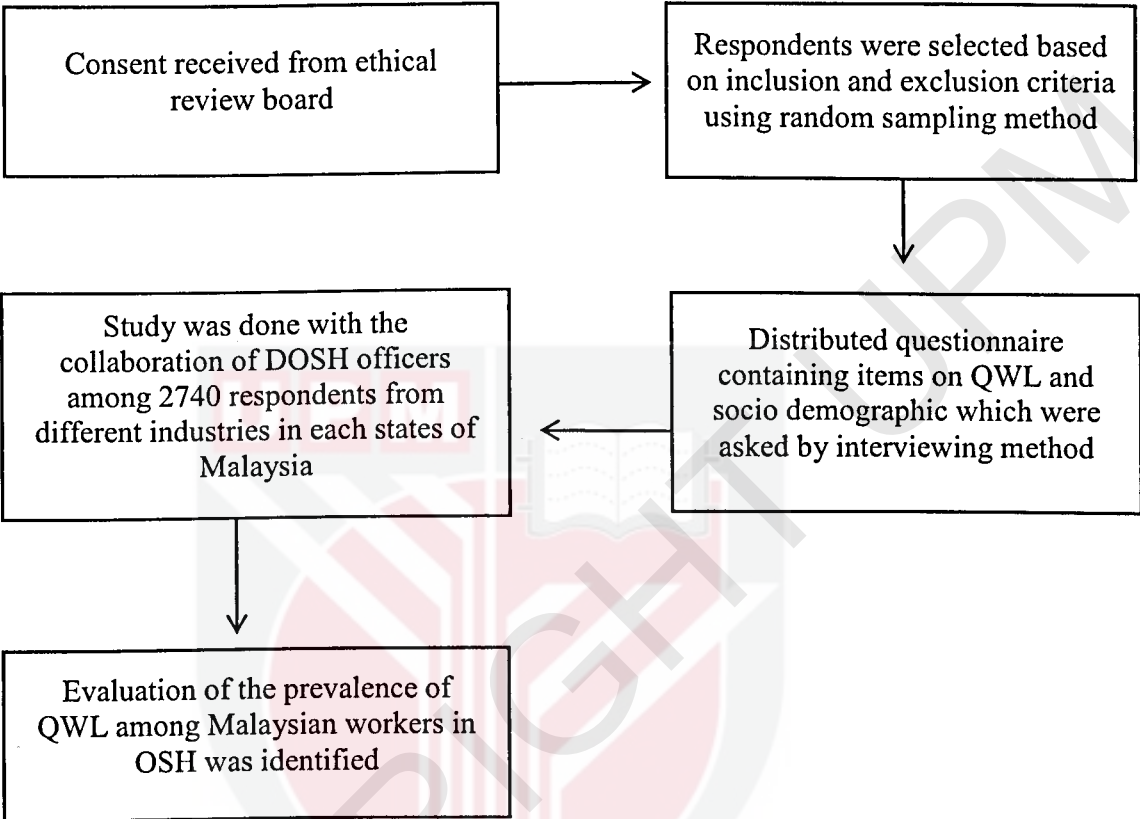 Consent received from ethical
review board
Respondents were selected based
on inclusion and exclusion criteria
using random sampling method
Distributed questionnaire
containing items on QWL and
socio demographic which were
asked by interviewing method
Study was done with the
collaboration of DOSH officers
among 2740 respondents from
different industries in each states of
Malaysia
Evaluation of the prevalence of
QWL among Malaysian workers in
OSH was identified
UPM
PIGHT UPM